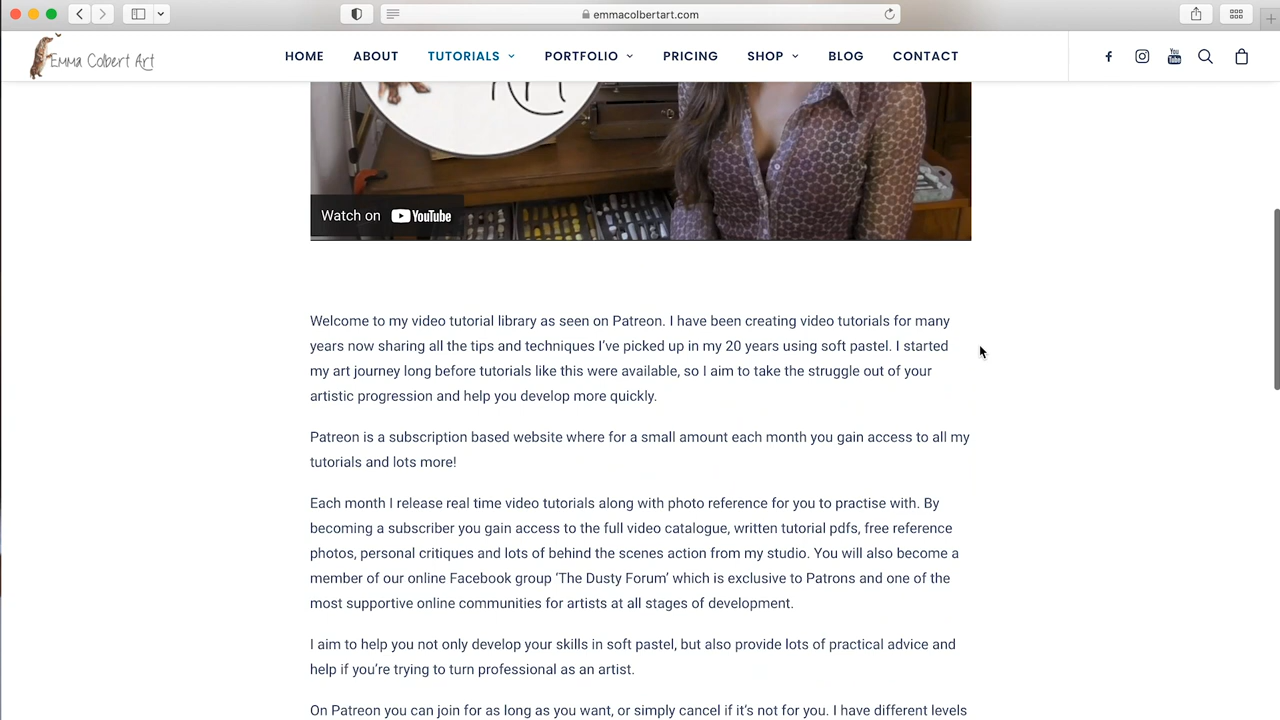 emmacolbertart.com
Emma Colbert Art
HOME ABOUT TUTORIALS PORTFOLIO PRICING SHOP BLOG CONTACT
You Tube
Watch on YouTube
Welcome to my video tutorial library as seen on Patreon. I have been creating video tutorials for many
years now sharing all the tips and techniques I’ve picked up in my 20 years using soft pastel. I started
my art journey long before tutorials like this were available, so I aim to take the struggle out of your
artistic progression and help you develop more quickly.
Patreon is a subscription based website where for a small amount each month you gain access to all my
tutorials and lots more!
Each month I release real time video tutorials along with photo reference for you to practise with. By
becoming a subscriber you gain access to the full video catalogue, written tutorial pdfs, free reference
photos, personal critiques and lots of behind the scenes action from my studio. You will also become a
member of our online Facebook group ‘The Dusty Forum’ which is exclusive to Patrons and one of the
most supportive online communities for artists at all stages of development.
I aim to help you not only develop your skills in soft pastel, but also provide lots of practical advice and
help if you’re trying to turn professional as an artist.
On Patreon you can join for as long as you want, or simply cancel if it’s not for you. I have different levels